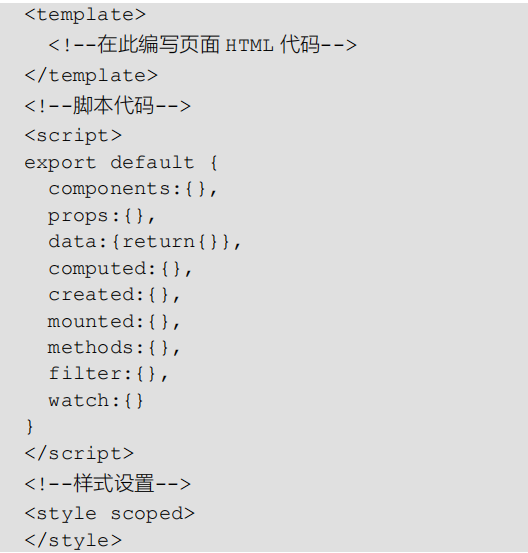 <template>
  <!--在此编写页面 HTML 代码-->
</template>
<!--脚本代码-->
<script>
export default {
  components:{},
  props:{},
  data:{return{}},
  computed:{},
  created:{},
  mounted:{},
  methods:{},
  filter:{},
  watch:{}
}
</script>
<!--样式设置-->
<style scoped>
</style>